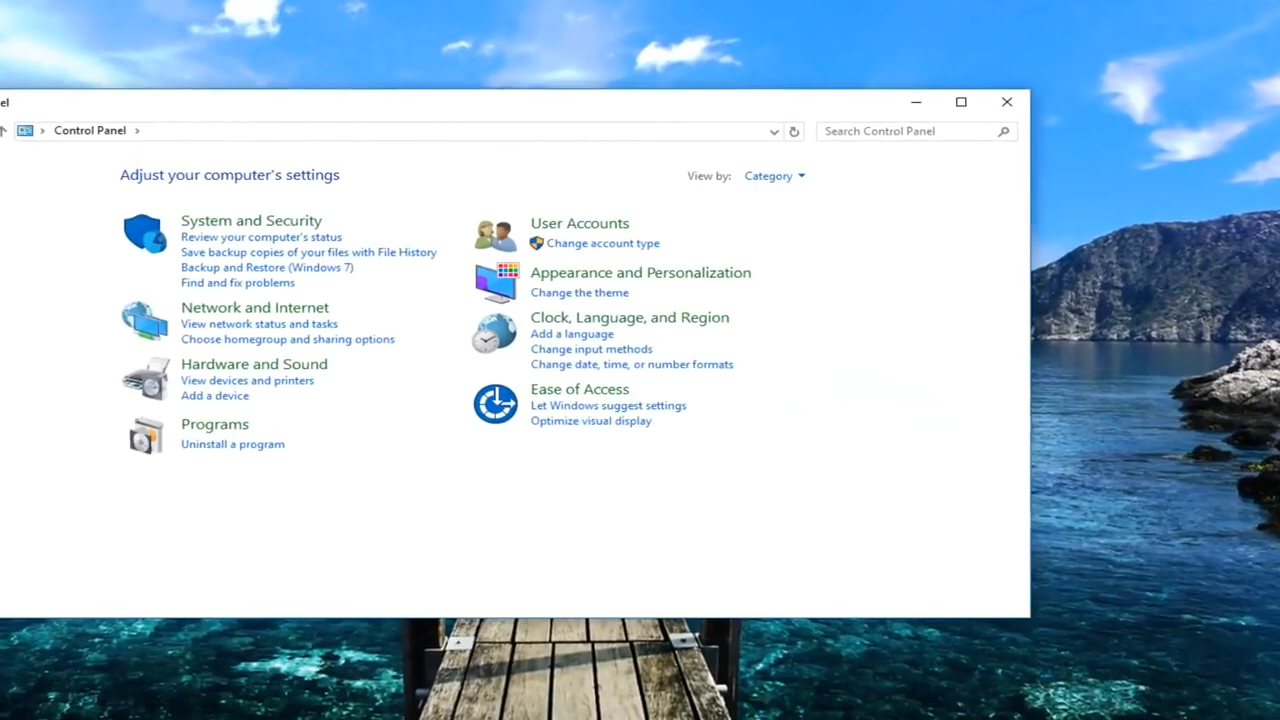 el
Control Panel
Search Control Panel
Adjust your computer's settings
View by: Category
System and Security
Review your computer's status
Save backup copies of your files with File History
Backup and Restore (Windows 7)
Find and fix problems
Network and Internet
View network status and tasks
Choose homegroup and sharing options
Hardware and Sound
View devices and printers
Add a device
Programs
Uninstall a program
User Accounts
Change account type
Appearance and Personalization
Change the theme
Clock, Language, and Region
Add a language
Change input methods
Change date, time, or number formats
Ease of Access
Let Windows suggest settings
Optimize visual display